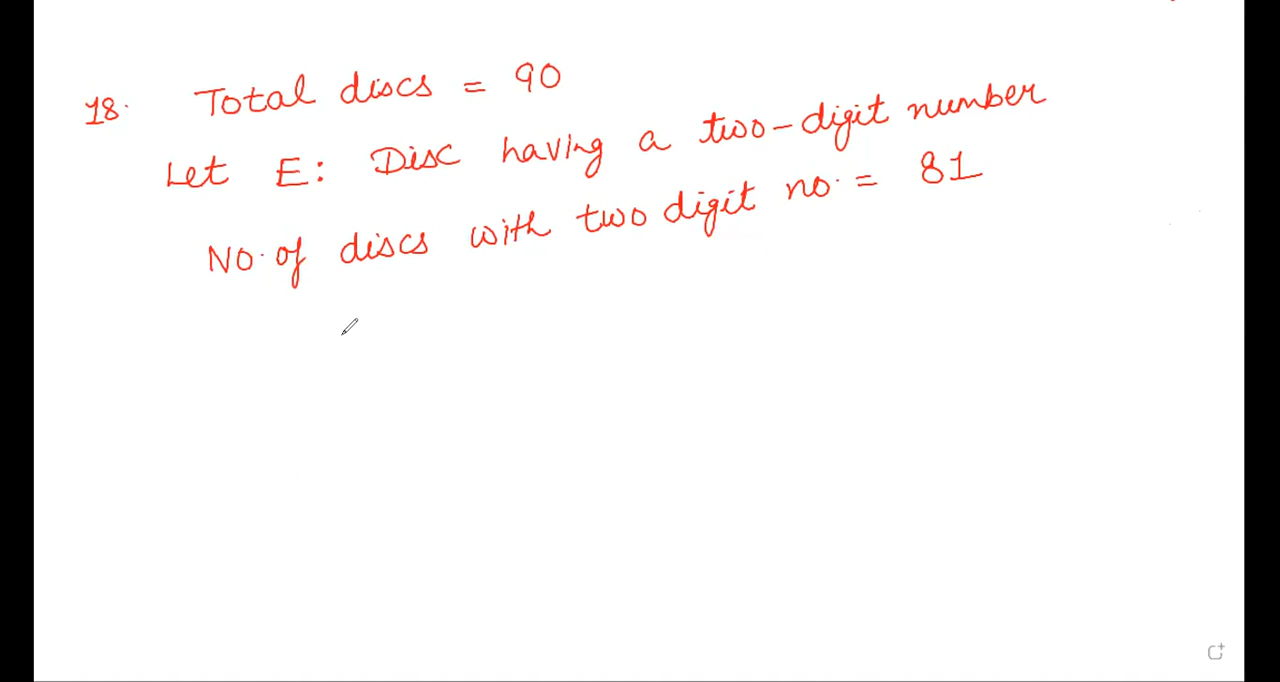 18. Total discs = 90
Let E: Disc having a two-digit number
No. of discs with two digit no. = 81